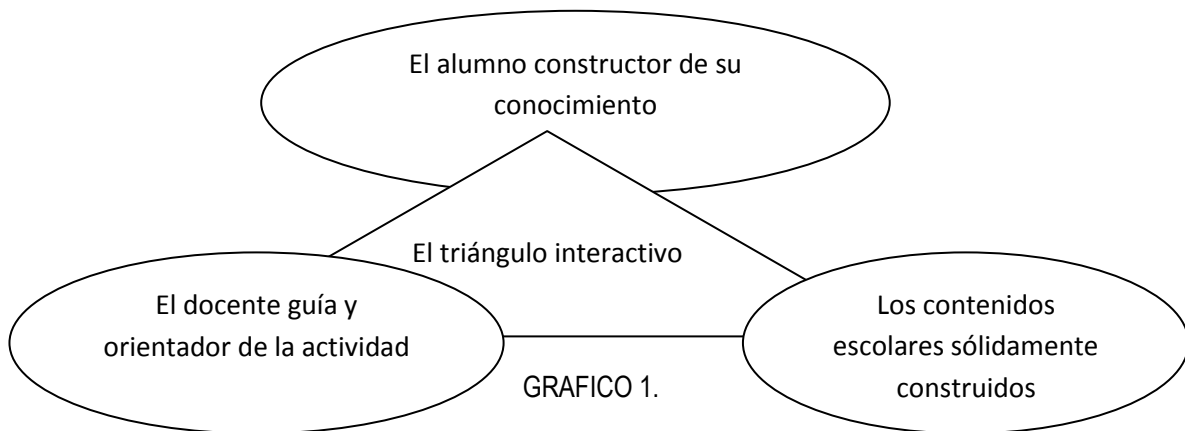 El alumno constructor de su
conocimiento
El triángulo interactivo
El docente guía y
orientador de la actividad
Los contenidos
escolares sólidamente
construidos
GRAFICO 1.